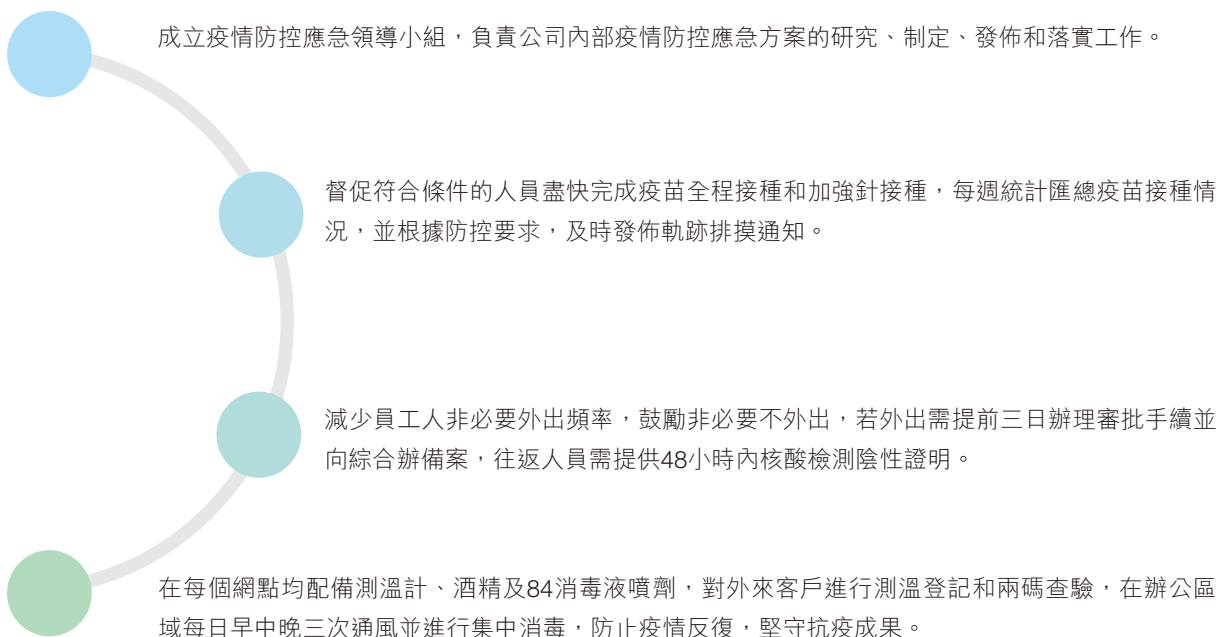 成立疫情防控應急領導小組，負責公司內部疫情防控應急方案的研究、制定、發佈和落實工作。
督促符合條件的人員盡快完成疫苗全程接種和加強針接種，每週統計匯總疫苗接種情
況，並根據防控要求，及時發佈軌跡排摸通知。
減少員工人非必要外出頻率，鼓勵非必要不外出，若外出需提前三日辦理審批手續並
向綜合辦備案，往返人員需提供48小時內核酸檢測陰性證明。
在每個網點均配備測溫計、酒精及84消毒液噴劑，對外來客戶進行測溫登記和兩碼查驗，在辦公區
域每日早中晚三次通風並進行集中消毒，防止疫情反復，堅守抗疫成果。